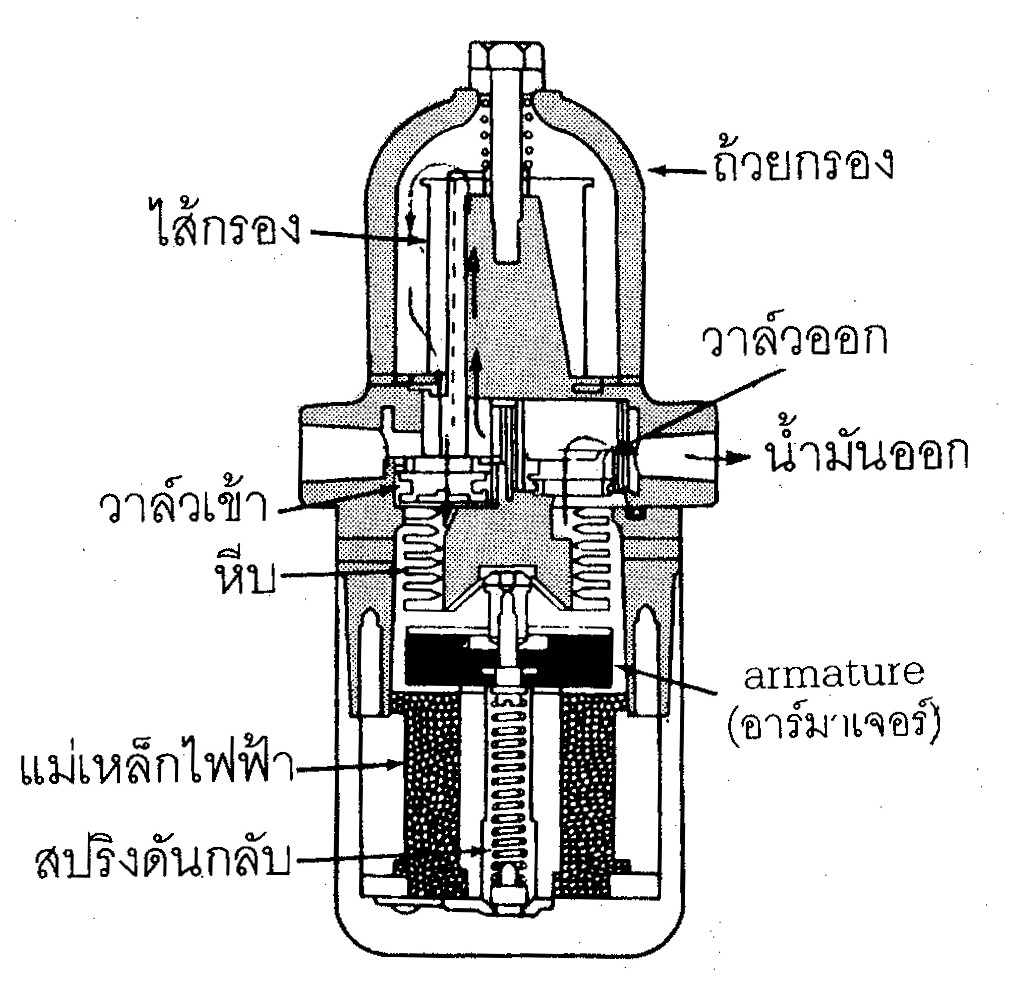 ถ้วยกรอง
ไส้กรอง
วาล์วออก
น้ำมันออก
วาล์วเข้า
หีบ
armature
(อาร์มาเจอร์)
แม่เหล็กไฟฟ้า
สปริงดันกลับ